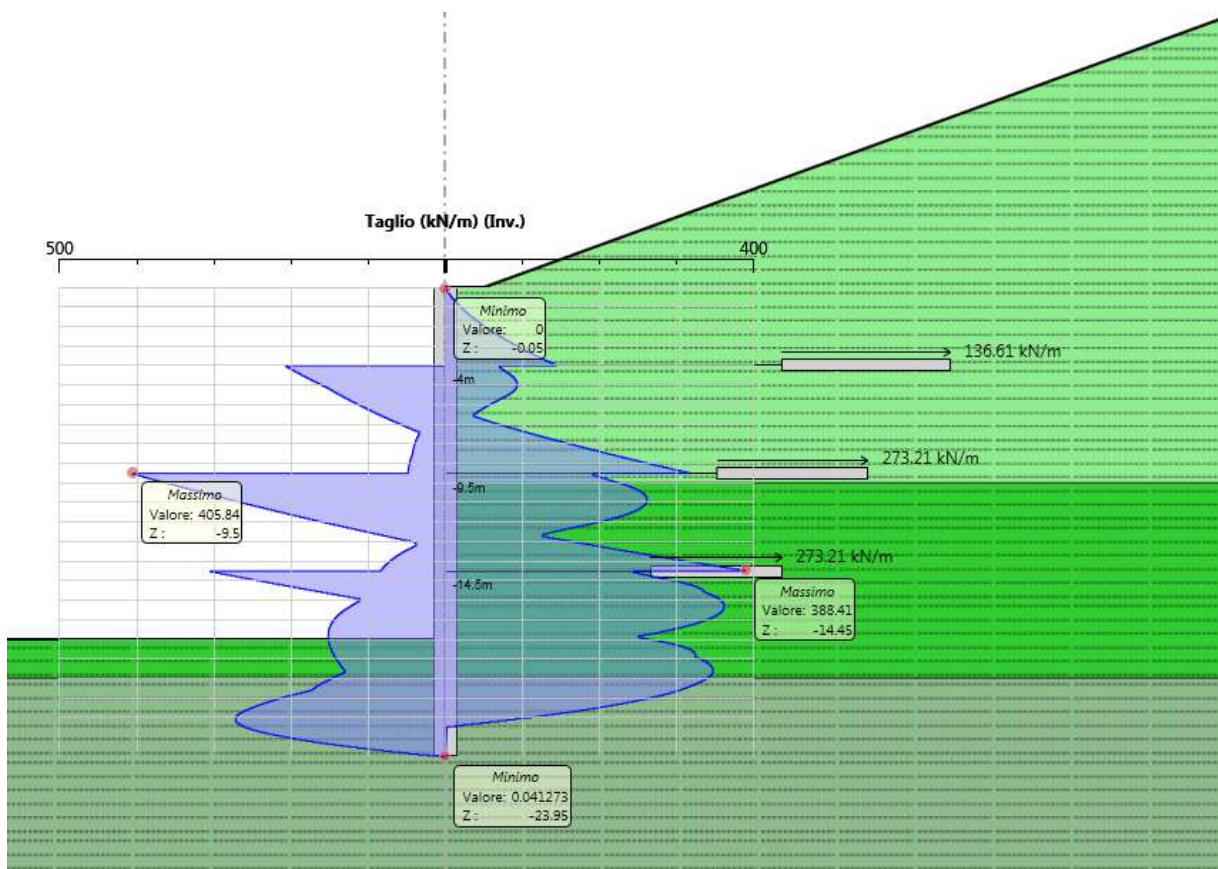 Taglio (kN/m) (Inv.)
500
400
Minimo
Valore: 0
Z : -0.05
136.61 kN/m
-4m
273.21 kN/m
-9.5m
Massimo
Valore: 405.84
Z : -9.5
273.21 kN/m
-14.5m
Massimo
Valore: 388.41
Z : -14.45
Minimo
Valore: 0.041273
Z : -23.95